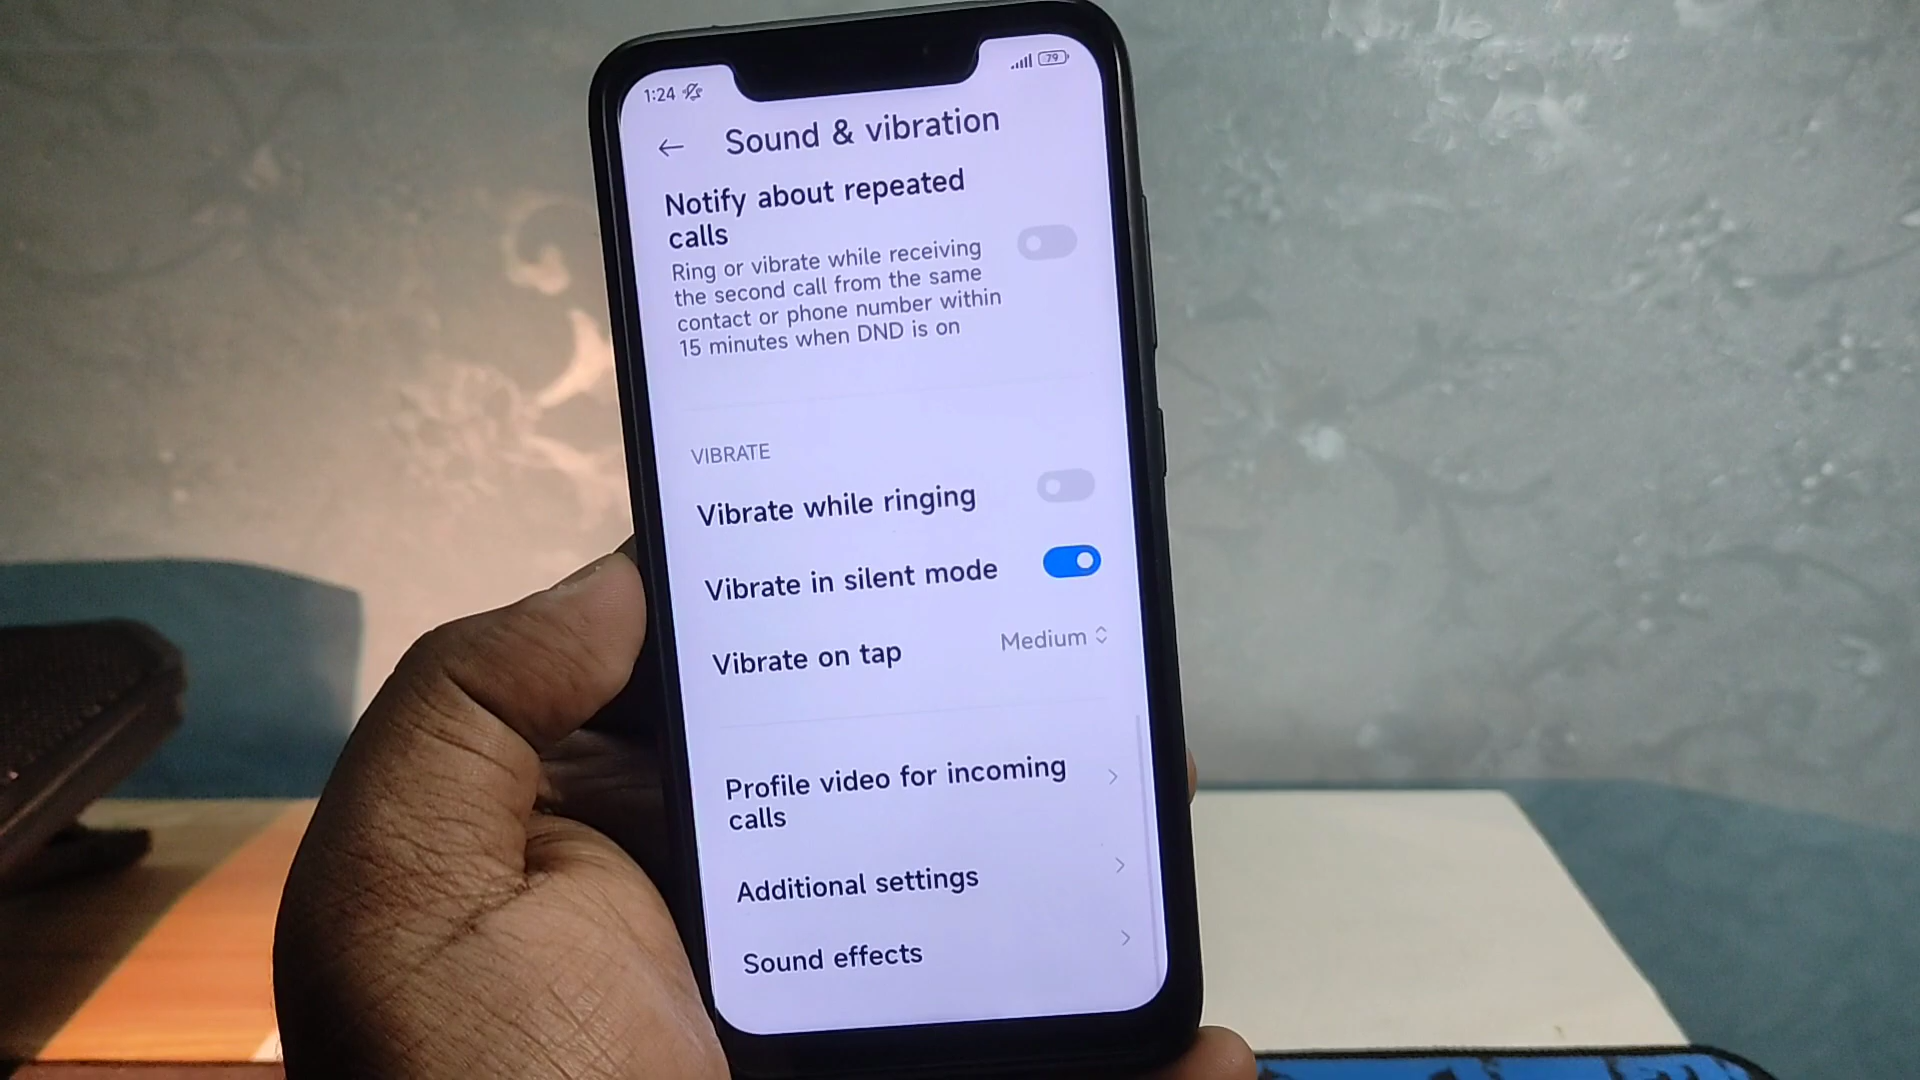 1:24
79
Sound & vibration
Notify about repeated
calls
Ring or vibrate while receiving
the second call from the same
contact or phone number within
15 minutes when DND is on
VIBRATE
Vibrate while ringing
Vibrate in silent mode
Vibrate on tap Medium
Profile video for incoming
calls
Additional settings
Sound effects